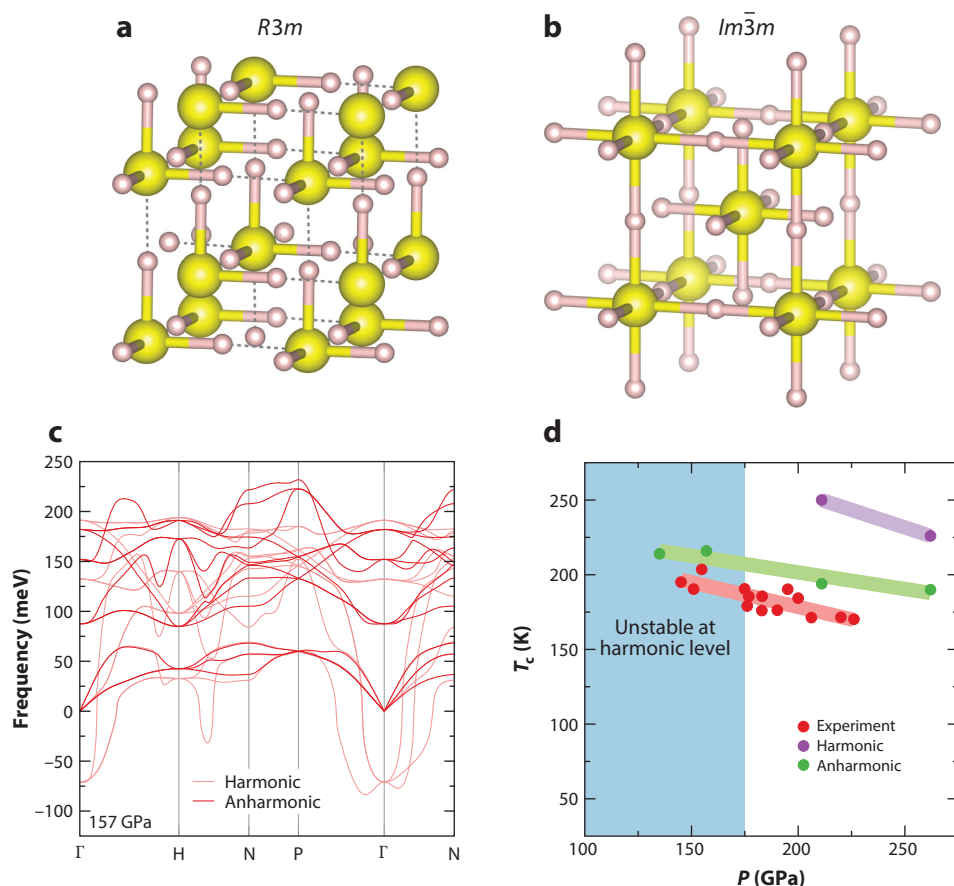 a
R3m
b
Im3̅m
c
Frequency (meV)
250
200
150
100
50
0
−50
−100
Harmonic
Anharmonic
157 GPa
Γ H N P Γ N
d
Tc (K)
250
200
150
100
50
Unstable at
harmonic level
Experiment
Harmonic
Anharmonic
100 150 200 250
P (GPa)